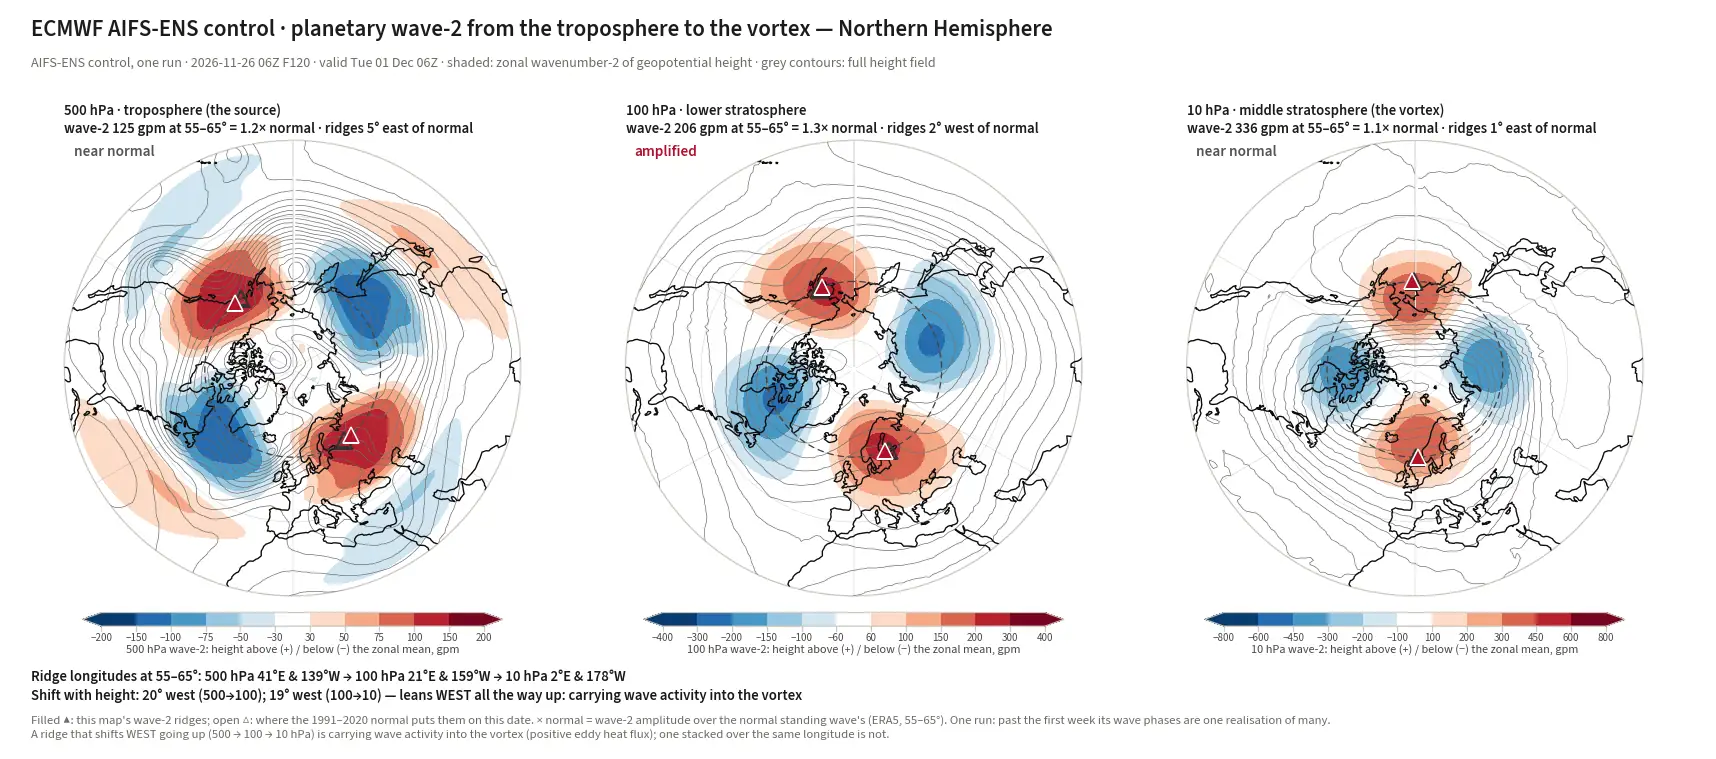 ECMWF AIFS-ENS control · planetary wave-2 from the troposphere to the vortex — Northern Hemisphere
AIFS-ENS control, one run · 2026-11-26 06Z F120 · valid Tue 01 Dec 06Z · shaded: zonal wavenumber-2 of geopotential height · grey contours: full height field
500 hPa · troposphere (the source)
wave-2 125 gpm at 55–65° = 1.2× normal · ridges 5° east of normal
near normal
100 hPa · lower stratosphere
wave-2 206 gpm at 55–65° = 1.3× normal · ridges 2° west of normal
amplified
10 hPa · middle stratosphere (the vortex)
wave-2 336 gpm at 55–65° = 1.1× normal · ridges 1° east of normal
near normal
−200 −150 −100 −75 −50 −30 30 50 75 100 150 200
500 hPa wave-2: height above (+) / below (−) the zonal mean, gpm
−400 −300 −200 −150 −100 −60 60 100 150 200 300 400
100 hPa wave-2: height above (+) / below (−) the zonal mean, gpm
−800 −600 −450 −300 −200 −100 100 200 300 450 600 800
10 hPa wave-2: height above (+) / below (−) the zonal mean, gpm
Ridge longitudes at 55–65°: 500 hPa 41°E & 139°W → 100 hPa 21°E & 159°W → 10 hPa 2°E & 178°W
Shift with height: 20° west (500→100); 19° west (100→10) — leans WEST all the way up: carrying wave activity into the vortex
Filled ▲: this map's wave-2 ridges; open △: where the 1991–2020 normal puts them on this date. × normal = wave-2 amplitude over the normal standing wave's (ERA5, 55–65°). One run: past the first week its wave phases are one realisation of many.
A ridge that shifts WEST going up (500 → 100 → 10 hPa) is carrying wave activity into the vortex (positive eddy heat flux); one stacked over the same longitude is not.